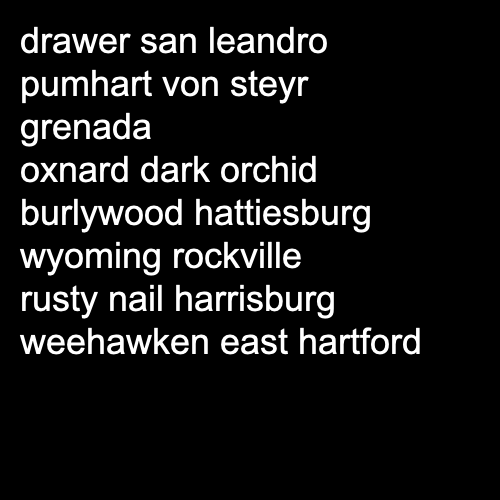 drawer san leandro
pumhart von steyr
grenada
oxnard dark orchid
burlywood hattiesburg
wyoming rockville
rusty nail harrisburg
weehawken east hartford